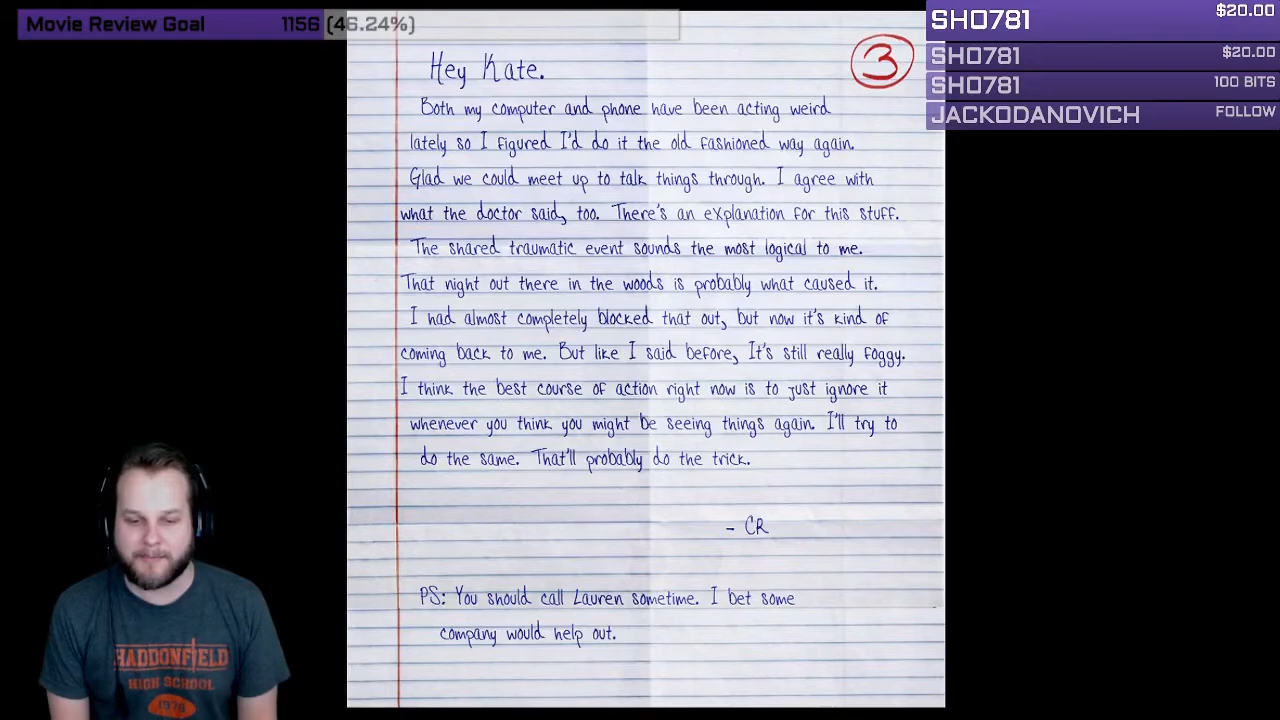 Movie Review Goal 1156 (46.24%)
SHO781 $20.00
SHO781 $20.00
SHO781 100 BITS
JACKODANOVICH FOLLOW
3
Hey Kate.
Both my computer and phone have been acting weird
lately so I figured I'd do it the old fashioned way again.
Glad we could meet up to talk things through. I agree with
what the doctor said, too. There's an explanation for this stuff.
The shared traumatic event sounds the most logical to me.
That night out there in the woods is probably what caused it.
I had almost completely blocked that out, but now it's kind of
coming back to me. But like I said before, It's still really foggy.
I think the best course of action right now is to just ignore it
whenever you think you might be seeing things again. I'll try to
do the same. That'll probably do the trick.
- CR
PS: You should call Lauren sometime. I bet some
company would help out.
HADDONFIELD
HIGH SCHOOL
1978